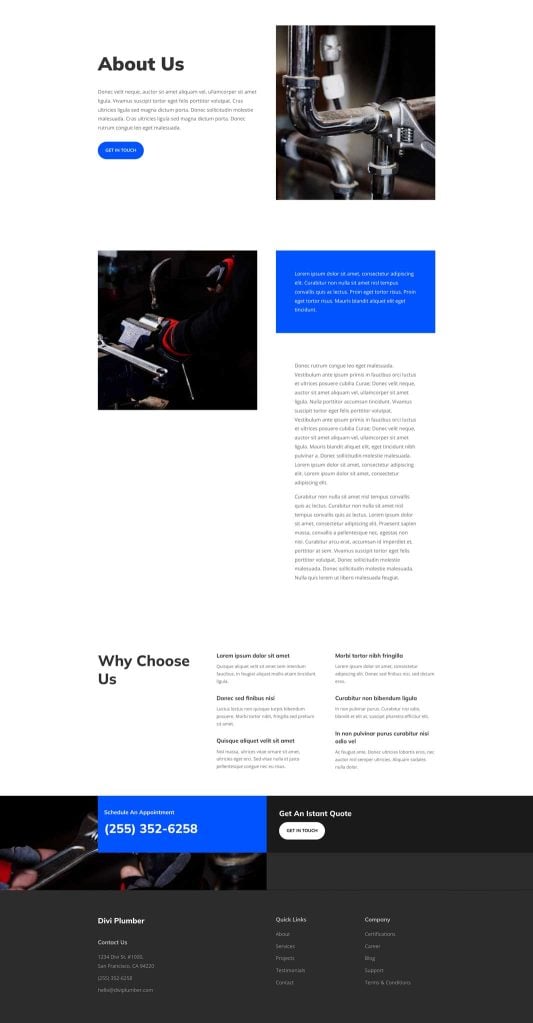 About Us
Donec velit neque, auctor sit amet aliquam vel, ullamcorper sit amet
ligula. Vivamus suscipit tortor eget felis porttitor volutpat. Cras
ultricies ligula sed magna dictum porta. Donec sollicitudin molestie
malesuada. Cras ultricies ligula sed magna dictum porta. Donec
rutrum congue leo eget malesuada.
GET IN TOUCH
Lorem ipsum dolor sit amet, consectetur adipiscing
elit. Curabitur non nulla sit amet nisl tempus
convallis quis ac lectus. Proin eget tortor risus. Proin
eget tortor risus. Mauris blandit aliquet elit eget
tincidunt.
Donec rutrum congue leo eget malesuada.
Vestibulum ante ipsum primis in faucibus orci luctus
et ultrices posuere cubilia Curae; Donec velit neque,
auctor sit amet aliquam vel, ullamcorper sit amet
ligula. Nulla porttitor accumsan tincidunt. Vivamus
suscipit tortor eget felis porttitor volutpat.
Vestibulum ante ipsum primis in faucibus orci luctus
et ultrices posuere cubilia Curae; Donec velit neque,
auctor sit amet aliquam vel, ullamcorper sit amet
ligula. Mauris blandit aliquet elit, eget tincidunt nibh
pulvinar a. Donec sollicitudin molestie malesuada.
Lorem ipsum dolor sit amet, consectetur adipiscing
elit. Lorem ipsum dolor sit amet, consectetur
adipiscing elit.
Curabitur non nulla sit amet nisl tempus convallis
quis ac lectus. Curabitur non nulla sit amet nisl
tempus convallis quis ac lectus. Lorem ipsum dolor
sit amet, consectetur adipiscing elit. Praesent sapien
massa, convallis a pellentesque nec, egestas non
nisi. Curabitur arcu erat, accumsan id imperdiet et,
porttitor at sem. Vivamus suscipit tortor eget felis
porttitor volutpat. Donec sollicitudin molestie
malesuada. Donec sollicitudin molestie malesuada.
Nulla quis lorem ut libero malesuada feugiat.
Why Choose
Us
Lorem ipsum dolor sit amet
Quisque aliquet velit sit amet sem interdum
faucibus. In feugiat aliquet mollis etiam tincidunt
ligula.
Donec sed finibus nisi
Luctus lectus non quisque turpis bibendum
posuere. Morbi tortor nibh, fringilla sed pretium
sit amet.
Quisque aliquet velit sit amet
Nisl massa, ultrices vitae ornare sit amet,
ultricies eget orci. Sed vitae nulla et justo
pellentesque congue nec eu risus.
Morbi tortor nibh fringilla
Lorem ipsum dolor sit amet, consectetur
adipiscing elit. Donec sed finibus nisi, sed dictum
eros.
Curabitur non bibendum ligula
In non pulvinar purus. Curabitur nisi odio,
blandit et elit at, suscipit pharetra efficitur elit.
In non pulvinar purus curabitur nisi
odio vel
Ac feugiat ante. Donec ultricies lobortis eros, nec
auctor nisl semper ultricies. Aliquam sodales
nulla dolor.
Schedule An Appointment
(255) 352-6258
Get An Istant Quote
GET IN TOUCH
Divi Plumber
Contact Us
1234 Divi St. #1000,
San Francisco, CA 94220
(255) 352-6258
hello@diviplumber.com
Quick Links
About
Services
Projects
Testimonials
Contact
Company
Certifications
Career
Blog
Support
Terms & Conditions